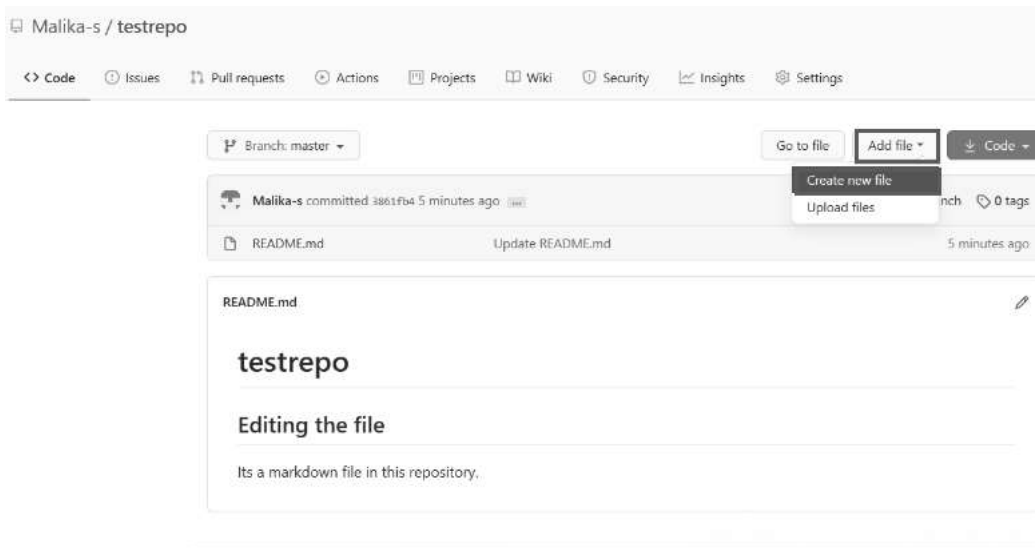 Malika-s / testrepo
<> Code Issues Pull requests Actions Projects Wiki Security Insights Settings
Branch: master Go to file Add file Code
Create new file
Malika-s committed 3861fb4 5 minutes ago ... nch 0 tags
Upload files
README.md Update README.md 5 minutes ago
README.md
testrepo
Editing the file
Its a markdown file in this repository.